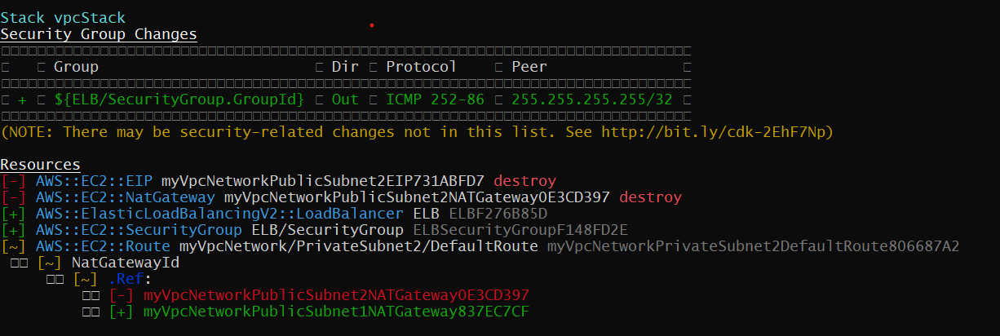 Stack vpcStack
Security Group Changes
Group Dir Protocol Peer
+ ${ELB/SecurityGroup.GroupId} Out ICMP 252-86 255.255.255.255/32
(NOTE: There may be security-related changes not in this list. See http://bit.ly/cdk-2EhF7Np)
Resources
[-] AWS::EC2::EIP myVpcNetworkPublicSubnet2EIP731ABFD7 destroy
[-] AWS::EC2::NatGateway myVpcNetworkPublicSubnet2NATGateway0E3CD397 destroy
[+] AWS::ElasticLoadBalancingV2::LoadBalancer ELB ELBF276B85D
[+] AWS::EC2::SecurityGroup ELB/SecurityGroup ELBSecurityGroupF148FD2E
[~] AWS::EC2::Route myVpcNetwork/PrivateSubnet2/DefaultRoute myVpcNetworkPrivateSubnet2DefaultRoute806687A2
[~] NatGatewayId
[~] .Ref:
[-] myVpcNetworkPublicSubnet2NATGateway0E3CD397
[+] myVpcNetworkPublicSubnet1NATGateway837EC7CF